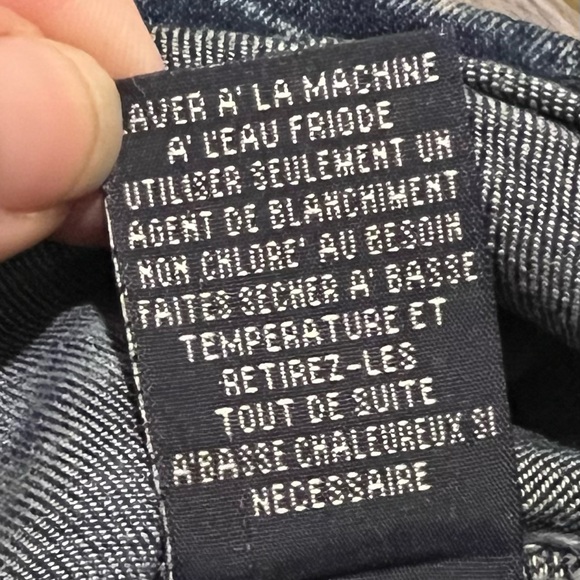 LAVER A' LA MACHINE
A' L'EAU FRIODE
UTILISER SEULEMENT UN
AGENT DE BLANCHIMENT
NON CHLORE' AU BESOIN
FAITES SECHER A' BASSE
TEMPERATURE ET
RETIREZ-LES
TOUT DE SUITE
A'BASSE CHALEUREUX SI
NECESSAIRE